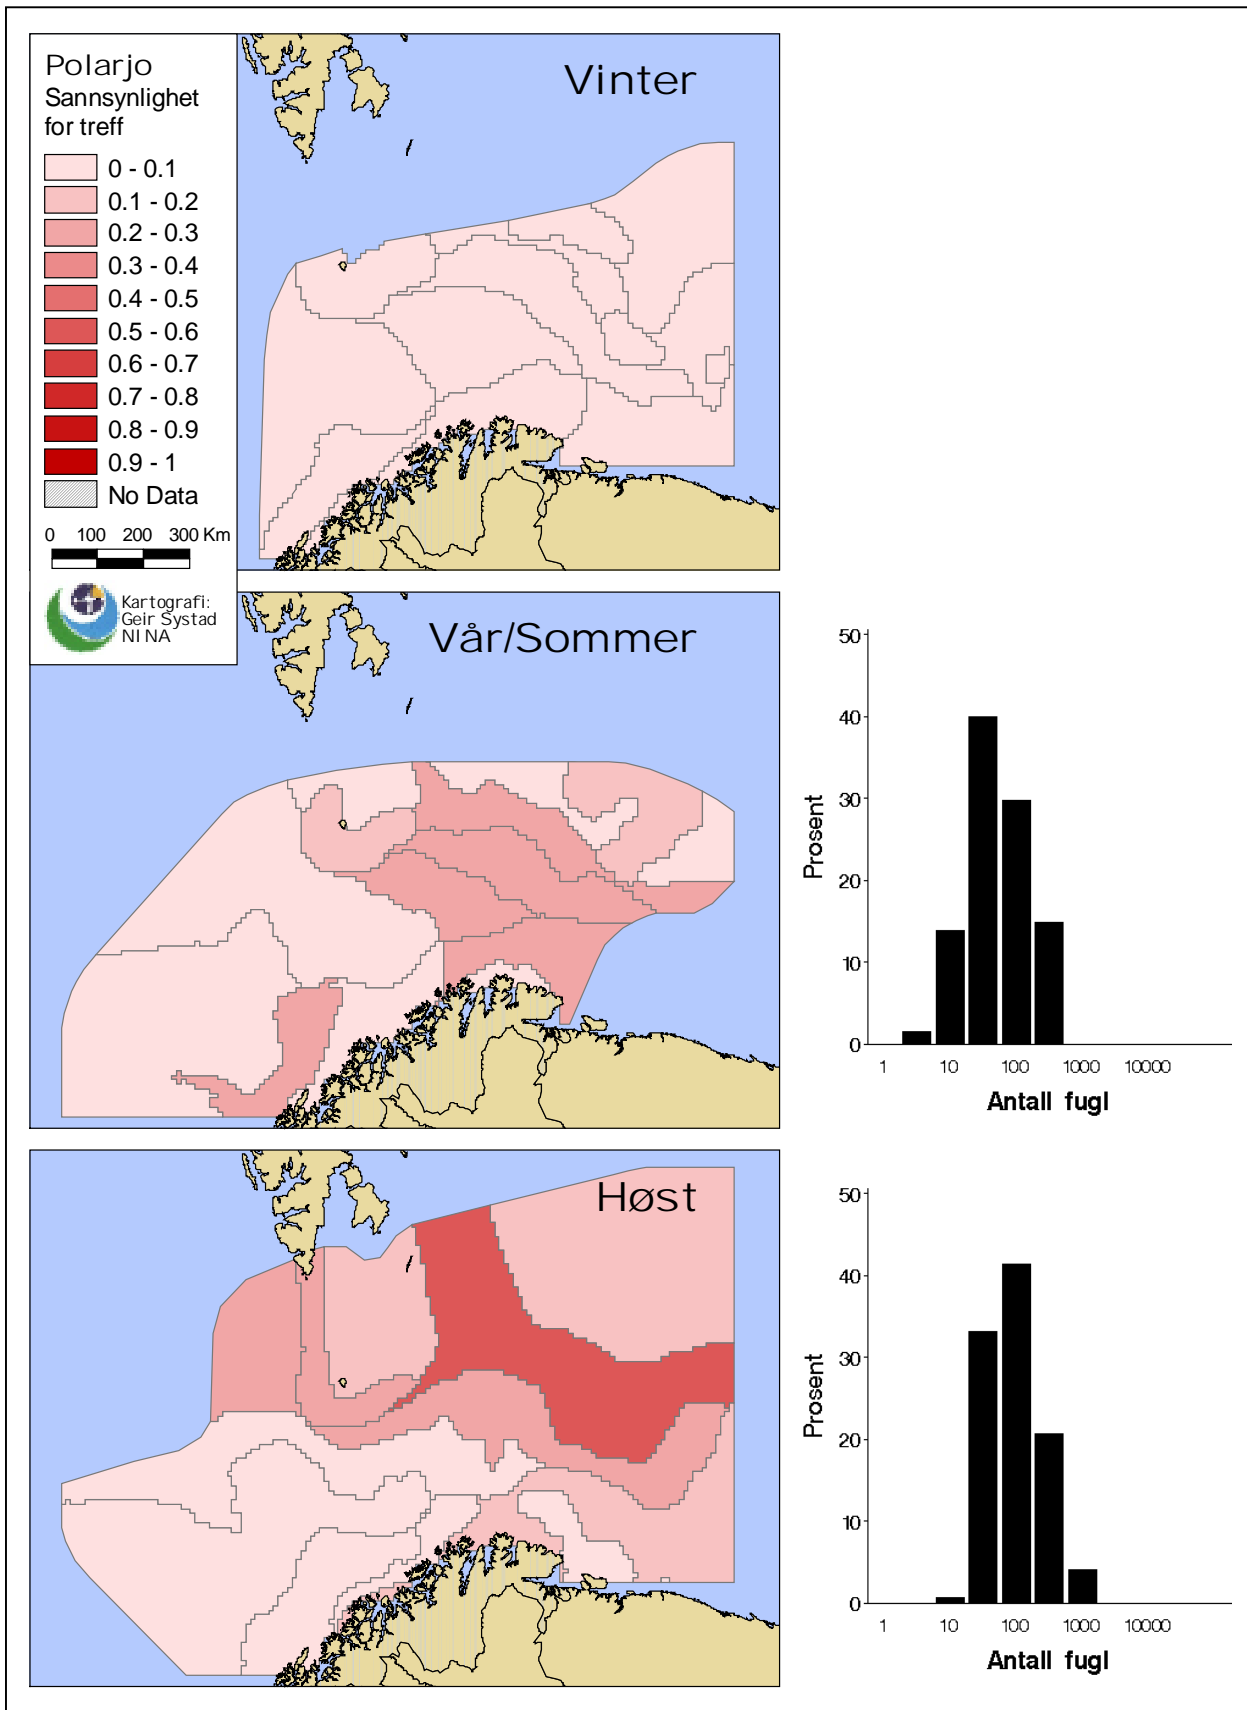 Polarjo
Sannsynlighet
for treff
0 - 0.1
0.1 - 0.2
0.2 - 0.3
0.3 - 0.4
0.4 - 0.5
0.5 - 0.6
0.6 - 0.7
0.7 - 0.8
0.8 - 0.9
0.9 - 1
No Data
0 100 200 300 Km
Kartografi:
Geir Systad
NINA
Vinter
Vår/Sommer
50
40
30
20
10
0
Prosent
1 10 100 1000 10000
Antall fugl
Høst
50
40
30
20
10
0
Prosent
1 10 100 1000 10000
Antall fugl